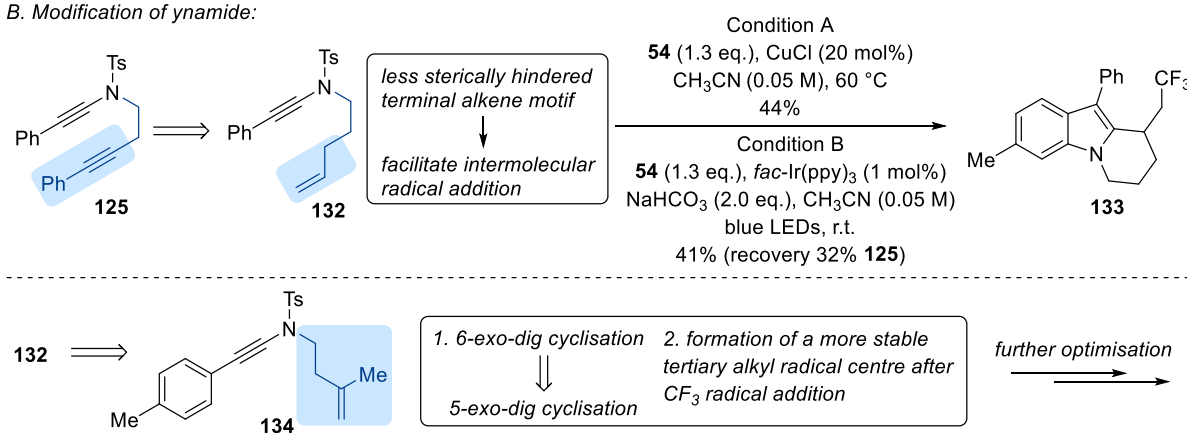 B. Modification of ynamide:
Ts
N
Ph
Ph
125
Ts
N
Ph
132
less sterically hindered
terminal alkene motif
facilitate intermolecular
radical addition
Condition A
54 (1.3 eq.), CuCl (20 mol%)
CH₃CN (0.05 M), 60 °C
44%
Condition B
54 (1.3 eq.), fac-Ir(ppy)₃ (1 mol%)
NaHCO₃ (2.0 eq.), CH₃CN (0.05 M)
blue LEDs, r.t.
41% (recovery 32% 125)
Ph
CF₃
Me
N
133
132
Ts
N
Me
Me
134
1. 6-exo-dig cyclisation
5-exo-dig cyclisation
2. formation of a more stable
tertiary alkyl radical centre after
CF₃ radical addition
further optimisation